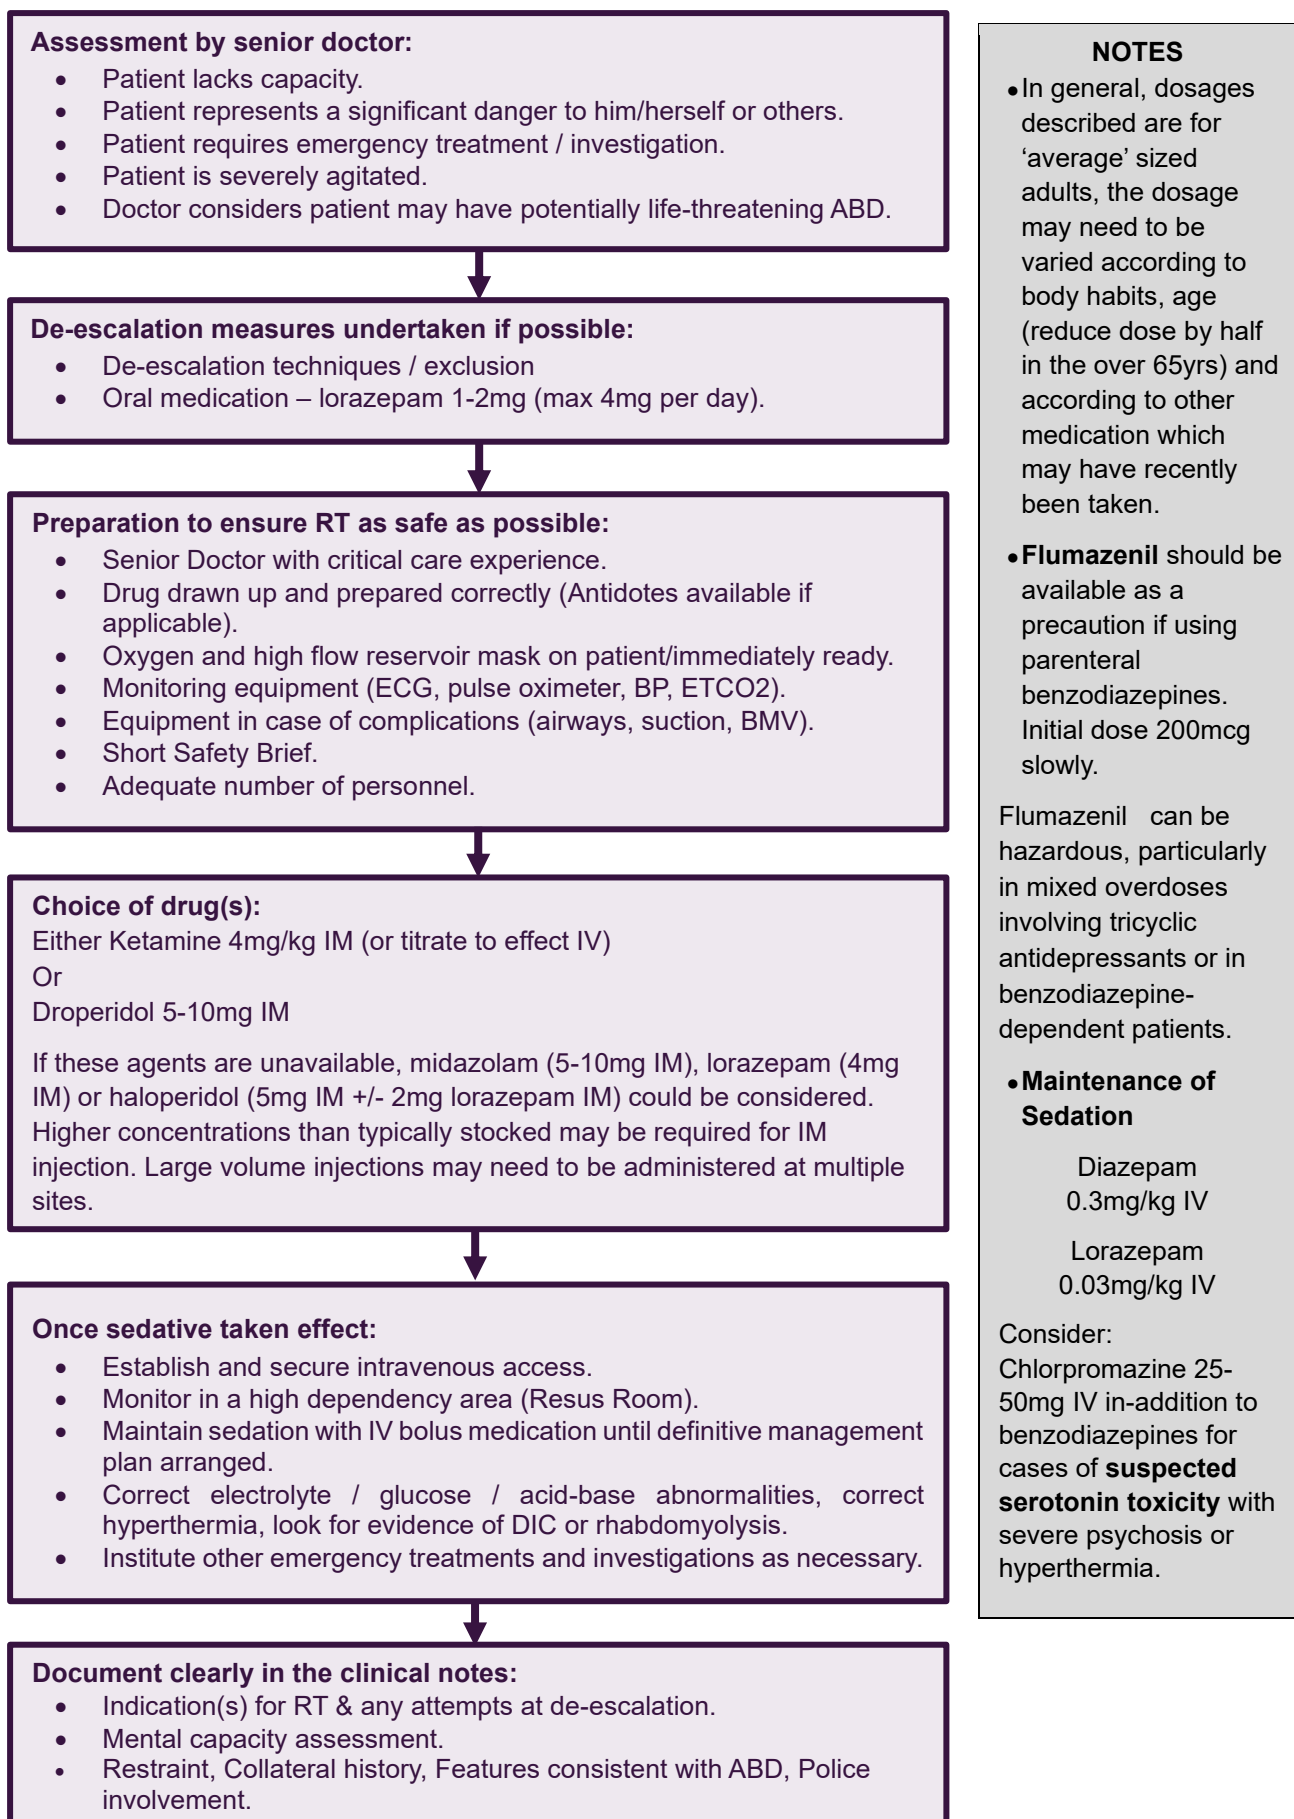 Assessment by senior doctor:
• Patient lacks capacity.
• Patient represents a significant danger to him/herself or others.
• Patient requires emergency treatment / investigation.
• Patient is severely agitated.
• Doctor considers patient may have potentially life-threatening ABD.
De-escalation measures undertaken if possible:
• De-escalation techniques / exclusion
• Oral medication – lorazepam 1-2mg (max 4mg per day).
Preparation to ensure RT as safe as possible:
• Senior Doctor with critical care experience.
• Drug drawn up and prepared correctly (Antidotes available if
applicable).
• Oxygen and high flow reservoir mask on patient/immediately ready.
• Monitoring equipment (ECG, pulse oximeter, BP, ETCO2).
• Equipment in case of complications (airways, suction, BMV).
• Short Safety Brief.
• Adequate number of personnel.
Choice of drug(s):
Either Ketamine 4mg/kg IM (or titrate to effect IV)
Or
Droperidol 5-10mg IM
If these agents are unavailable, midazolam (5-10mg IM), lorazepam (4mg
IM) or haloperidol (5mg IM +/- 2mg lorazepam IM) could be considered.
Higher concentrations than typically stocked may be required for IM
injection. Large volume injections may need to be administered at multiple
sites.
Once sedative taken effect:
• Establish and secure intravenous access.
• Monitor in a high dependency area (Resus Room).
• Maintain sedation with IV bolus medication until definitive management
plan arranged.
• Correct electrolyte / glucose / acid-base abnormalities, correct
hyperthermia, look for evidence of DIC or rhabdomyolysis.
• Institute other emergency treatments and investigations as necessary.
Document clearly in the clinical notes:
• Indication(s) for RT & any attempts at de-escalation.
• Mental capacity assessment.
• Restraint, Collateral history, Features consistent with ABD, Police
involvement.
NOTES
• In general, dosages
described are for
‘average’ sized
adults, the dosage
may need to be
varied according to
body habits, age
(reduce dose by half
in the over 65yrs) and
according to other
medication which
may have recently
been taken.
• Flumazenil should be
available as a
precaution if using
parenteral
benzodiazepines.
Initial dose 200mcg
slowly.
Flumazenil can be
hazardous, particularly
in mixed overdoses
involving tricyclic
antidepressants or in
benzodiazepine-
dependent patients.
• Maintenance of
Sedation
Diazepam
0.3mg/kg IV
Lorazepam
0.03mg/kg IV
Consider:
Chlorpromazine 25-
50mg IV in-addition to
benzodiazepines for
cases of suspected
serotonin toxicity with
severe psychosis or
hyperthermia.